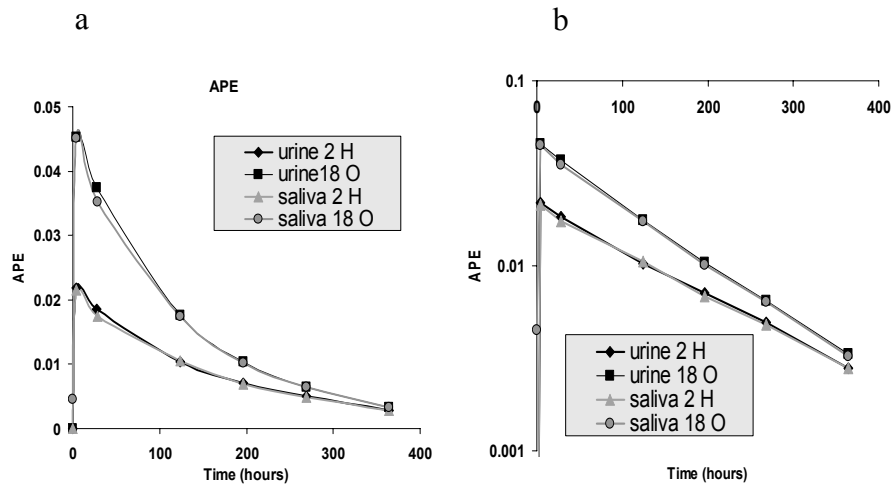 a
APE
0.05
0.04
0.03
0.02
0.01
0
APE
0 100 200 300 400
Time (hours)
urine 2 H
urine18 O
saliva 2 H
saliva 18 O
b
0.1
0.01
0.001
APE
0 100 200 300 400
urine 2 H
urine 18 O
saliva 2 H
saliva 18 O
Time (hours)